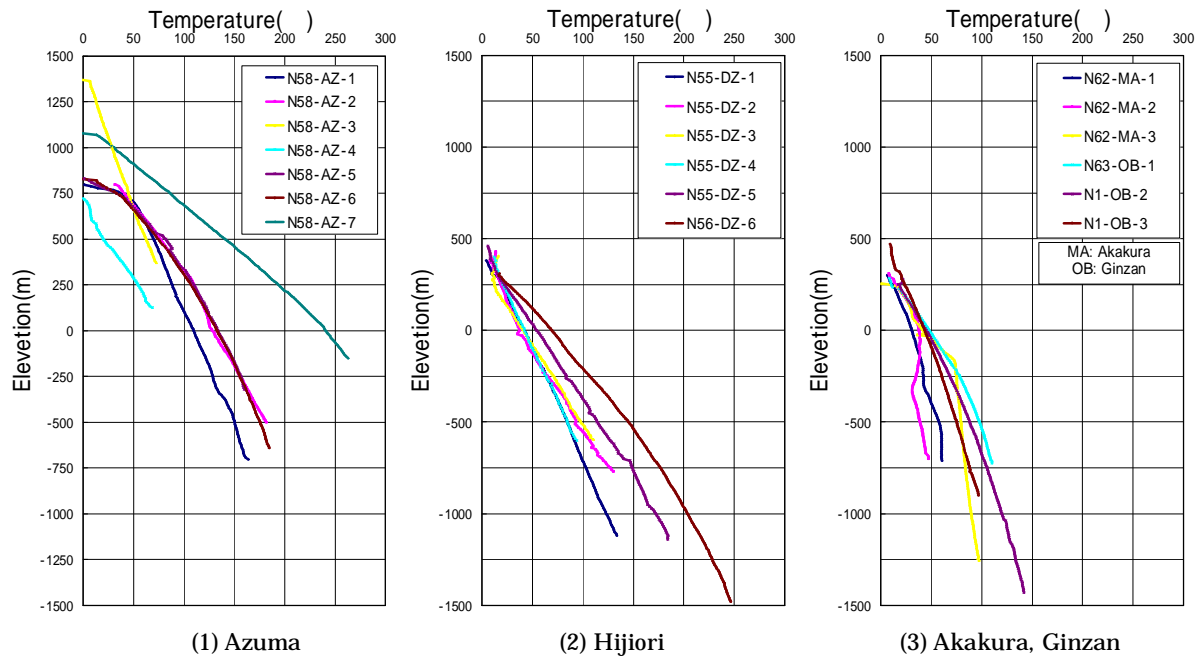 Temperature( )
0 50 100 150 200 250 300
1500
1250
1000
750
500
250
0
-250
-500
-750
-1000
-1250
-1500
Elevetion(m)
N58-AZ-1
N58-AZ-2
N58-AZ-3
N58-AZ-4
N58-AZ-5
N58-AZ-6
N58-AZ-7
(1) Azuma
Temperature( )
0 50 100 150 200 250 300
1500
1000
500
0
-500
-1000
-1500
Elevetion(m)
N55-DZ-1
N55-DZ-2
N55-DZ-3
N55-DZ-4
N55-DZ-5
N56-DZ-6
(2) Hijiori
Temperature( )
0 50 100 150 200 250 300
1500
1000
500
0
-500
-1000
-1500
Elevetion(m)
N62-MA-1
N62-MA-2
N62-MA-3
N63-OB-1
N1-OB-2
N1-OB-3
MA: Akakura
OB: Ginzan
(3) Akakura, Ginzan